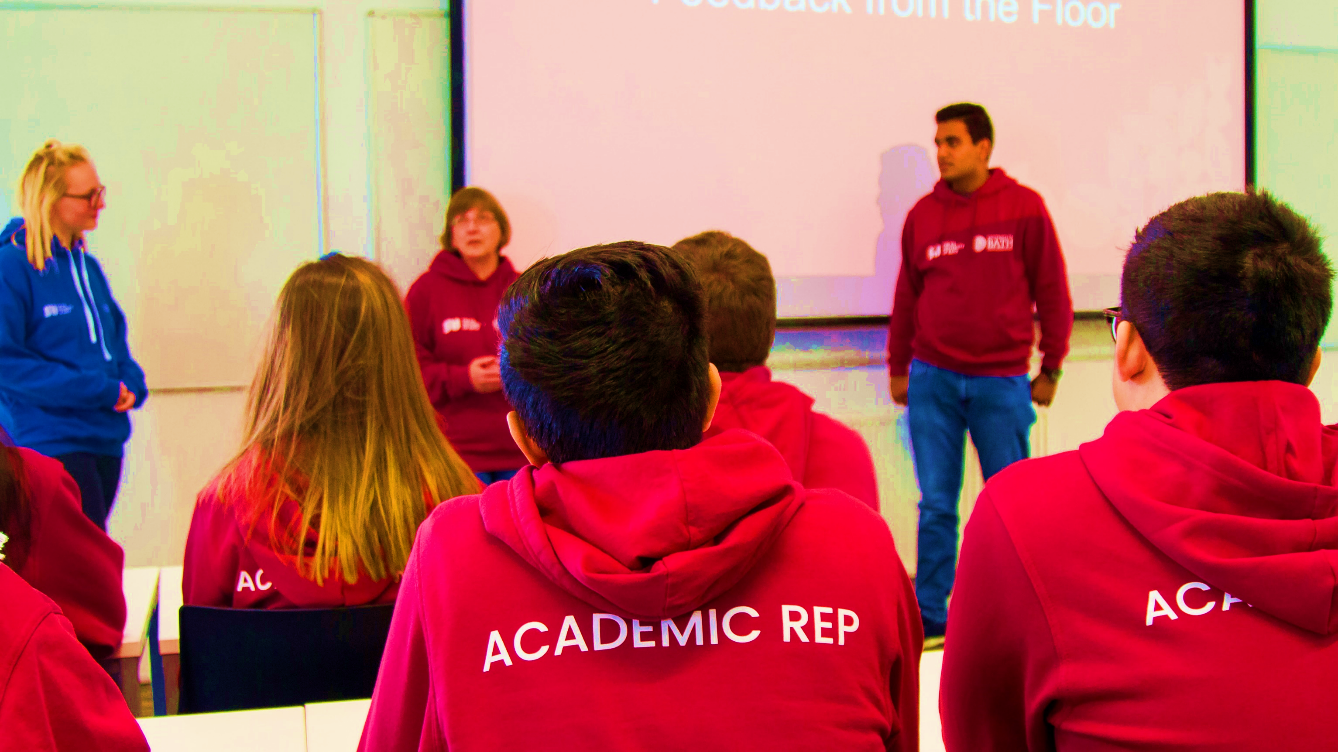 Feedback from the Floor
BATH
AC
ACADEMIC REP
ACA